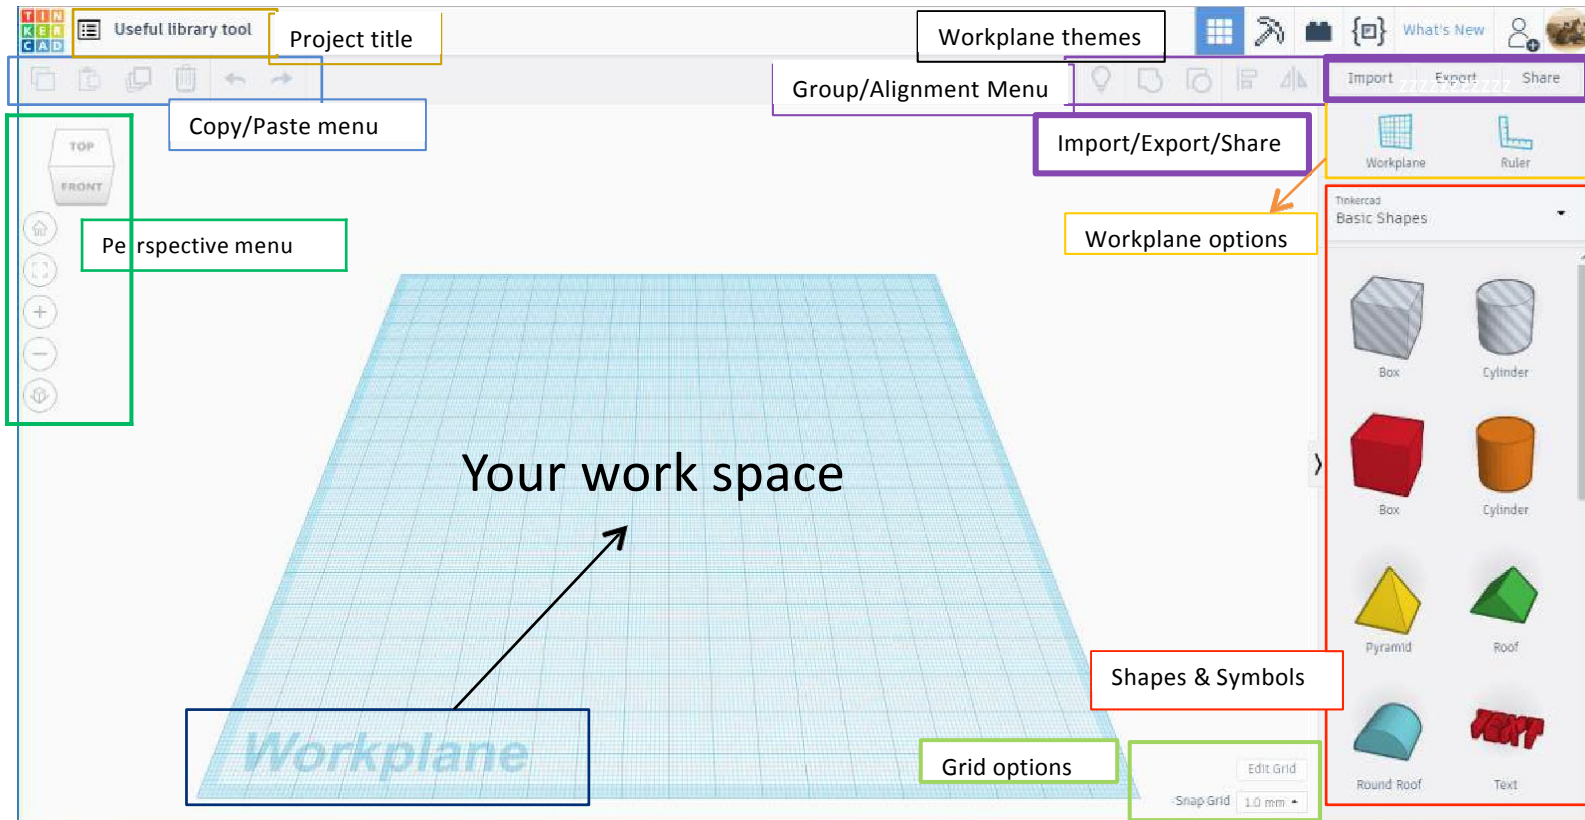 TIN
KER
CAD
Useful library tool
Project title
Workplane themes
What's New
Group/Alignment Menu
Import
Export
Share
zzzzzzzzzzzz
Copy/Paste menu
Import/Export/Share
TOP
FRONT
Workplane
Ruler
Perspective menu
Workplane options
Tinkercad
Basic Shapes
Box
Cylinder
Your work space
Box
Cylinder
Pyramid
Roof
Shapes & Symbols
Workplane
Grid options
Edit Grid
Snap Grid
1.0 mm
TEXT
Round Roof
Text